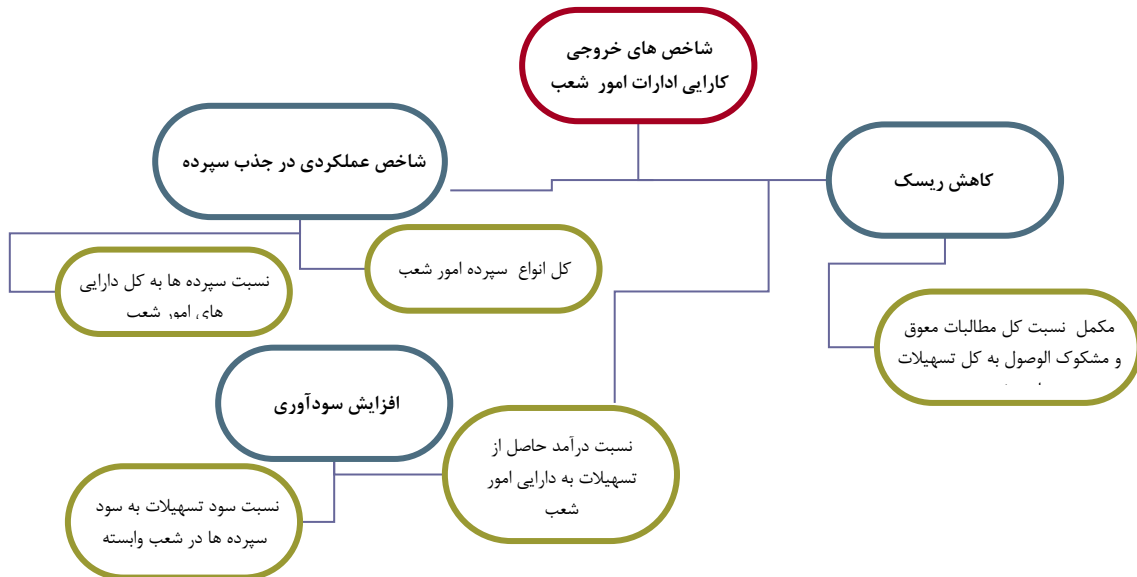 شاخص های خروجی
کارایی ادارات امور شعب
کاهش ریسک
مکمل نسبت کل مطالبات معوق
و مشکوک الوصول به کل تسهیلات
شاخص عملکردی در جذب سپرده
کل انواع سپرده امور شعب
نسبت سپرده ها به کل دارایی
های امور شعب
افزایش سودآوری
نسبت درآمد حاصل از
تسهیلات به دارایی امور
شعب
نسبت سود تسهیلات به سود
سپرده ها در شعب وابسته